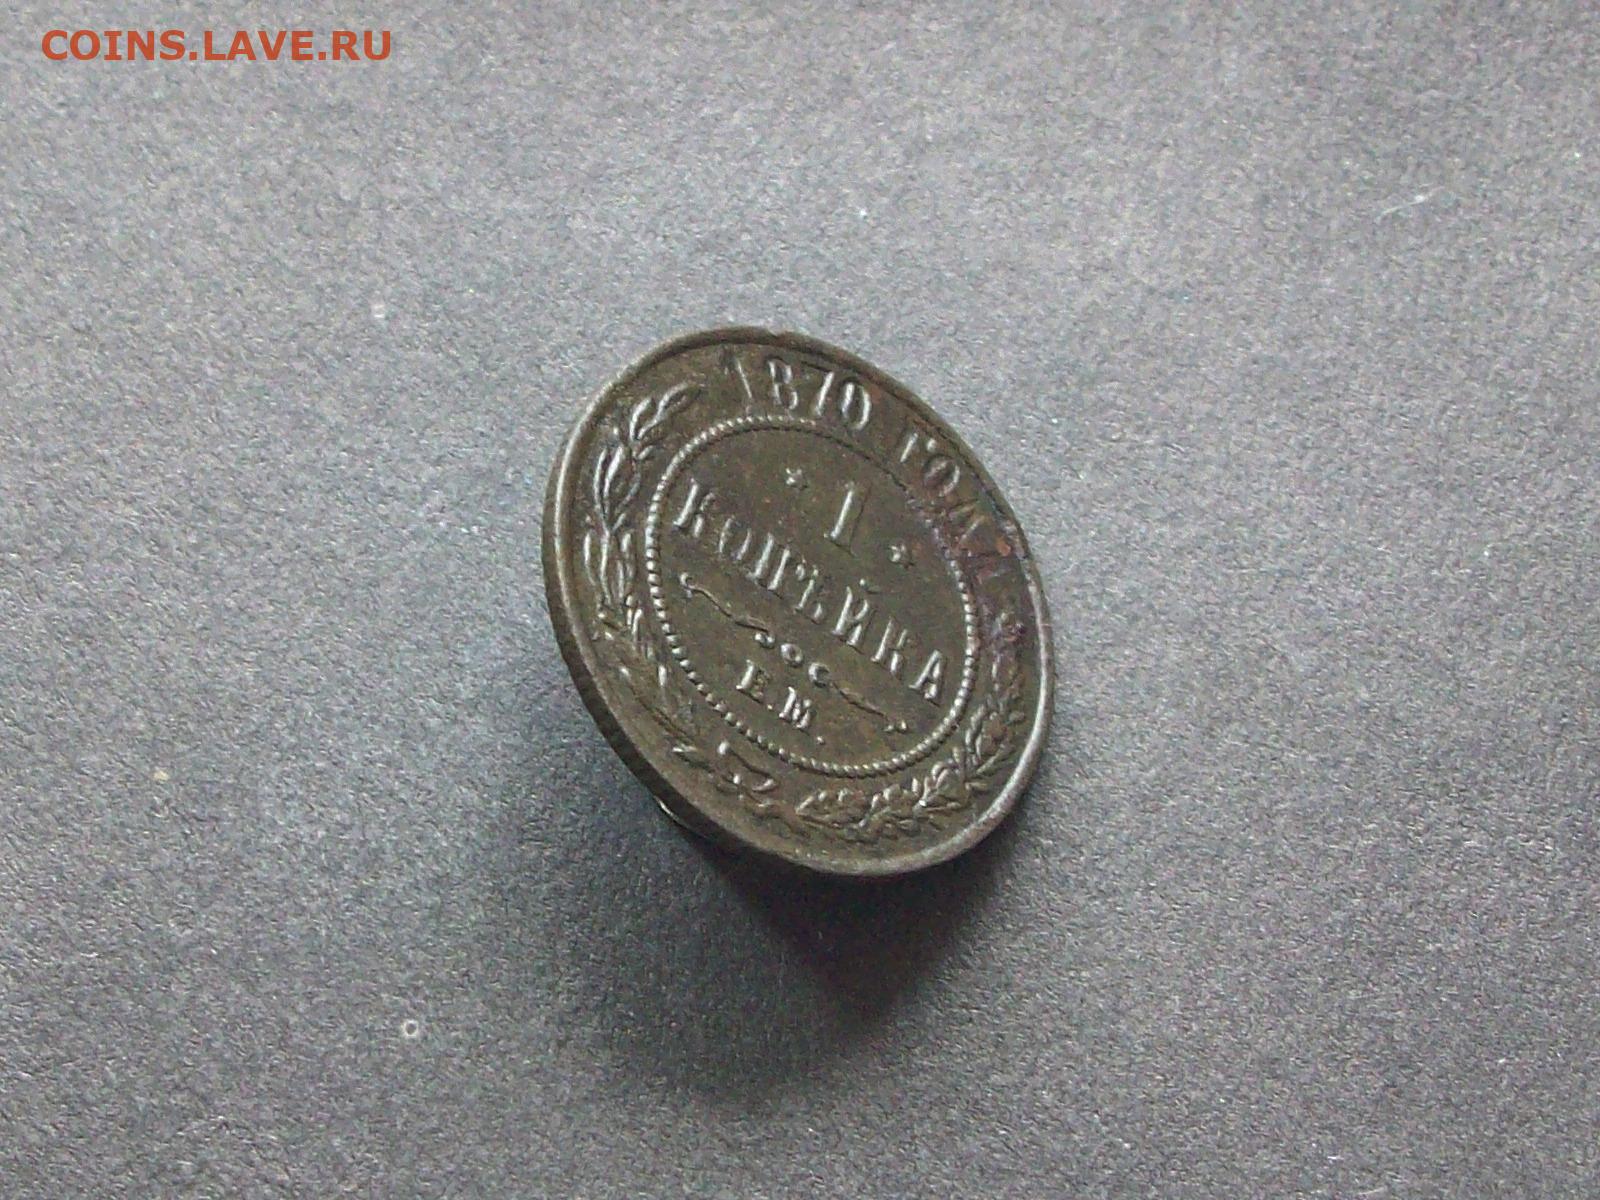 COINS.LAVE.RU
1870 ГОДА
* 1 *
КОПѢЙКА
Е.М.